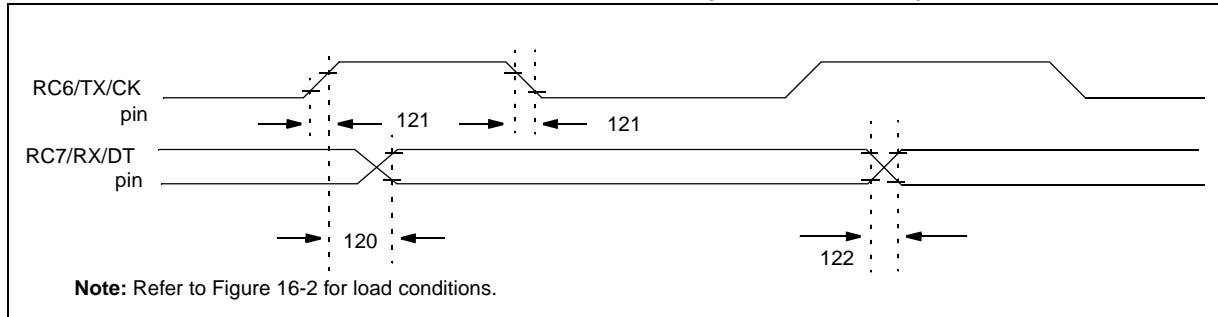 RC6/TX/CK
pin
121
121
RC7/RX/DT
pin
120
122
Note: Refer to Figure 16-2 for load conditions.